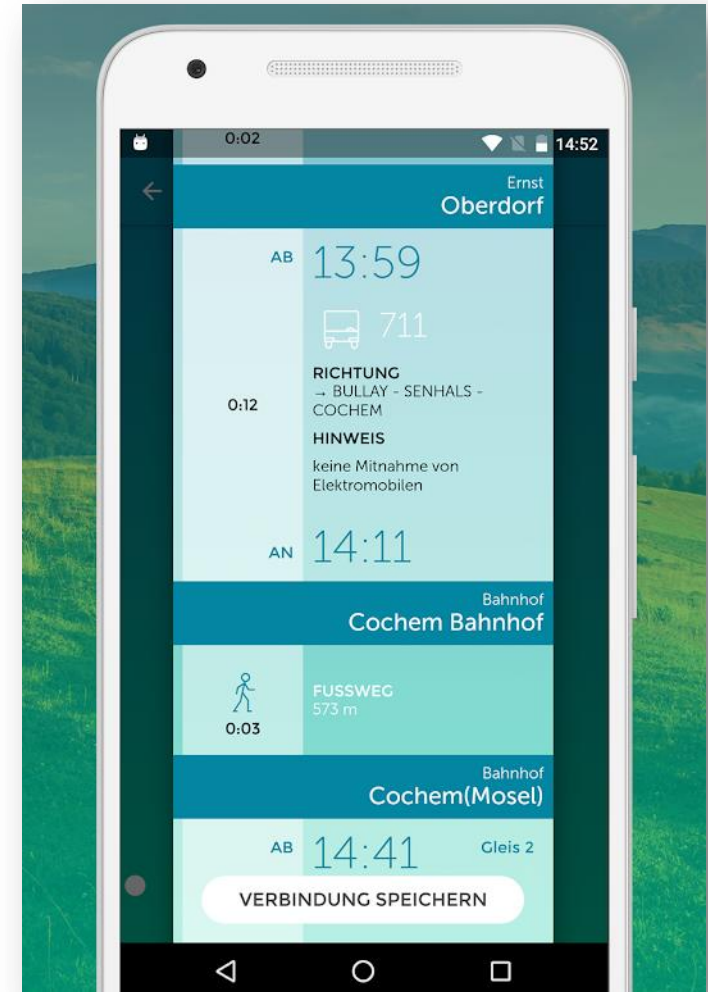 0:02
14:52
Ernst
Oberdorf
AB 13:59
711
RICHTUNG
→ BULLAY - SENHALS -
COCHEM
0:12
HINWEIS
keine Mitnahme von
Elektromobilen
AN 14:11
Bahnhof
Cochem Bahnhof
FUSSWEG
573 m
0:03
Bahnhof
Cochem(Mosel)
AB 14:41 Gleis 2
VERBINDUNG SPEICHERN